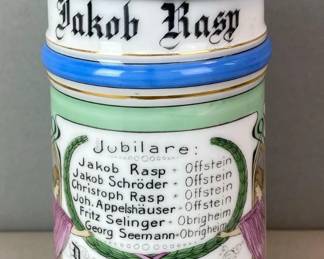 Jakob Rasp
Jubilare:
Jakob Rasp - Offstein
Jakob Schröder - Offstein
Christoph Rasp - Offstein
Joh. Appelshäuser - Offstein
Fritz Selinger - Obrigheim
Georg Seemann - Obrigheim